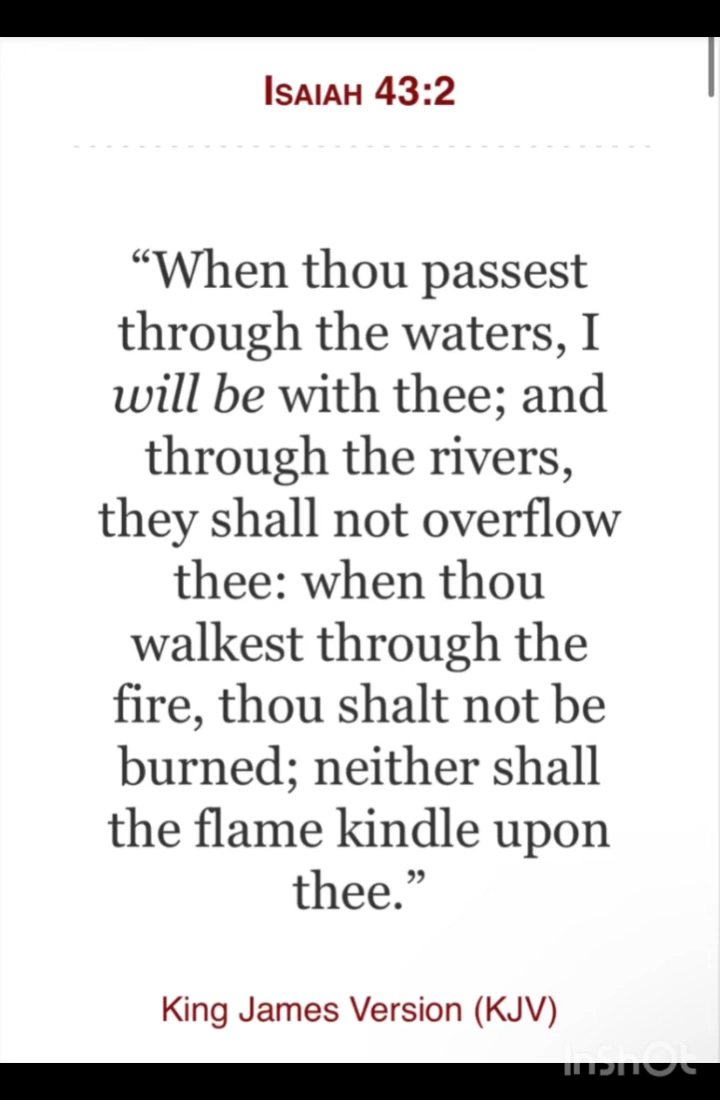 Isaiah 43:2
“When thou passest
through the waters, I
will be with thee; and
through the rivers,
they shall not overflow
thee: when thou
walkest through the
fire, thou shalt not be
burned; neither shall
the flame kindle upon
thee.”
King James Version (KJV)
InShOt